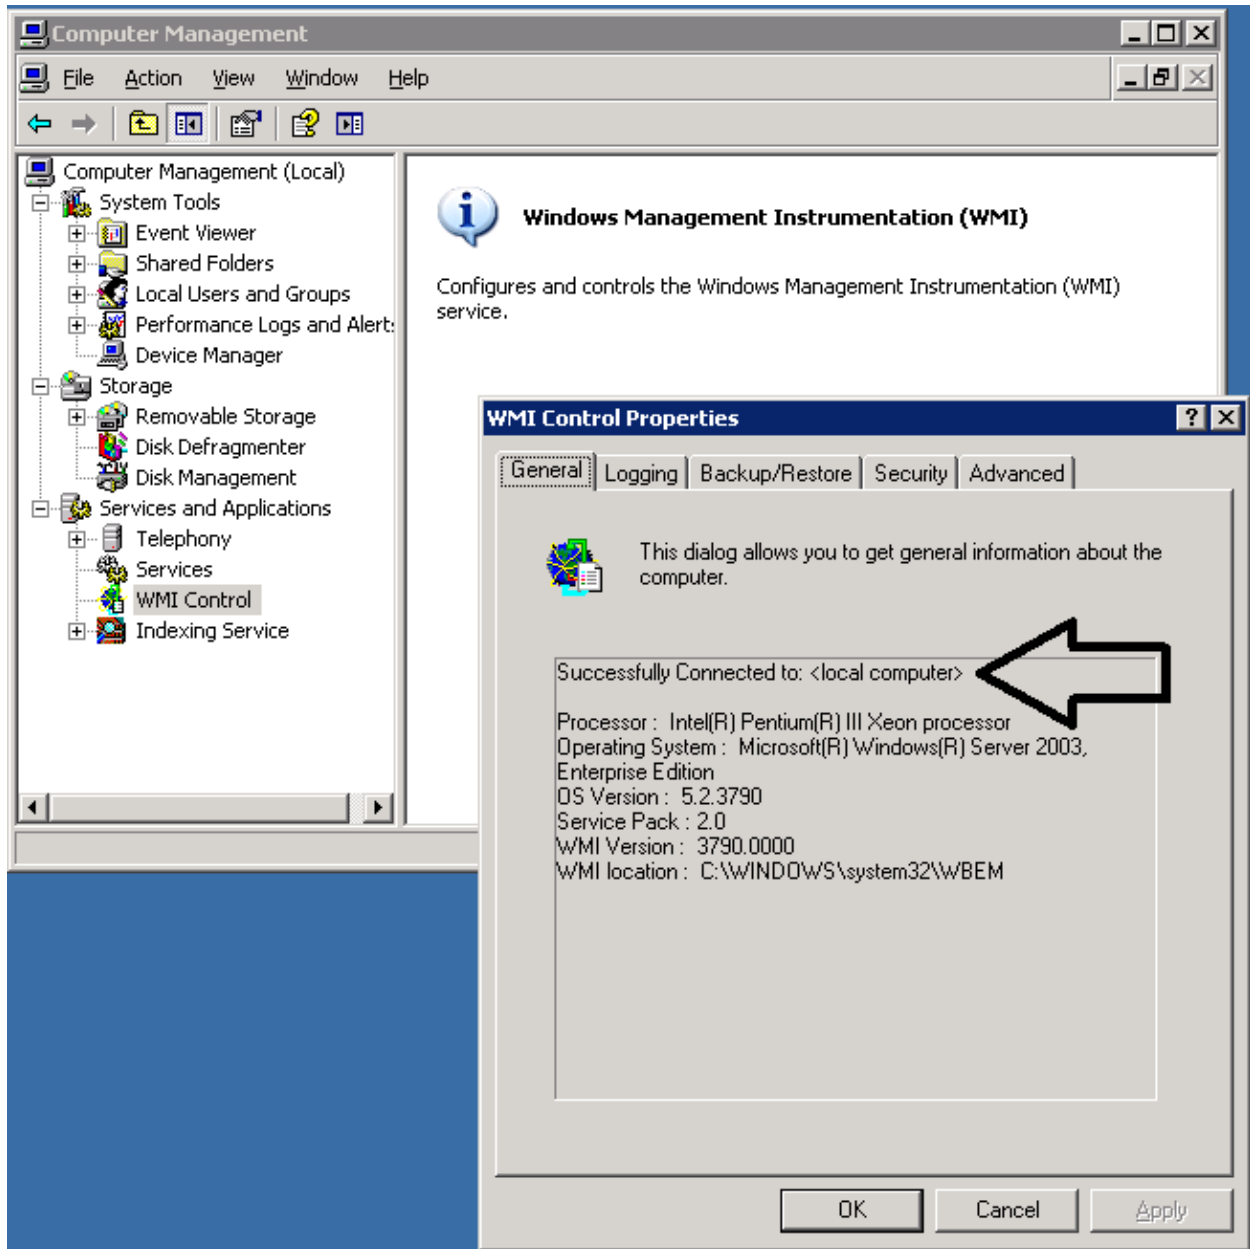 Computer Management
File Action View Window Help
Computer Management (Local)
System Tools
Event Viewer
Shared Folders
Local Users and Groups
Performance Logs and Alert
Device Manager
Storage
Removable Storage
Disk Defragmenter
Disk Management
Services and Applications
Telephony
Services
WMI Control
Indexing Service
Windows Management Instrumentation (WMI)
Configures and controls the Windows Management Instrumentation (WMI)
service.
WMI Control Properties
General Logging Backup/Restore Security Advanced
This dialog allows you to get general information about the
computer.
Successfully Connected to: <local computer>
Processor : Intel(R) Pentium(R) III Xeon processor
Operating System : Microsoft(R) Windows(R) Server 2003,
Enterprise Edition
OS Version : 5.2.3790
Service Pack : 2.0
WMI Version : 3790.0000
WMI location : C:\WINDOWS\system32\WBEM
OK Cancel Apply